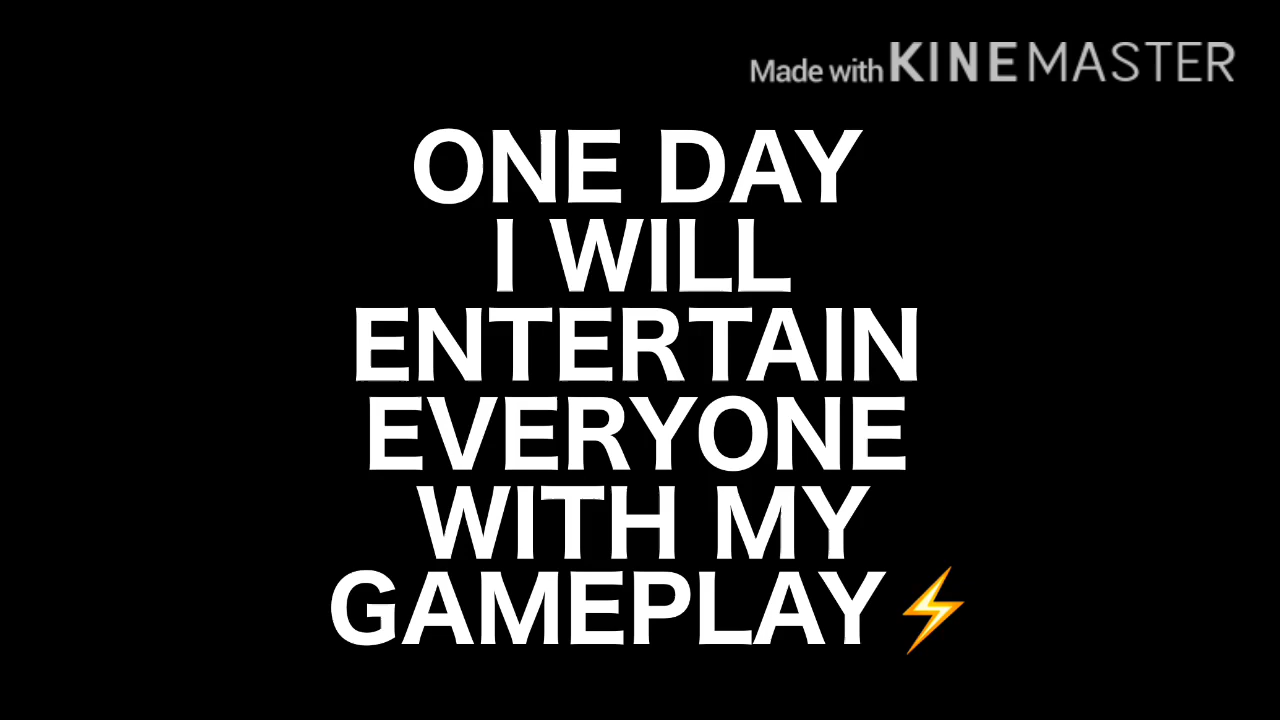 Made with KINEMASTER
ONE DAY
I WILL
ENTERTAIN
EVERYONE
WITH MY
GAMEPLAY⚡